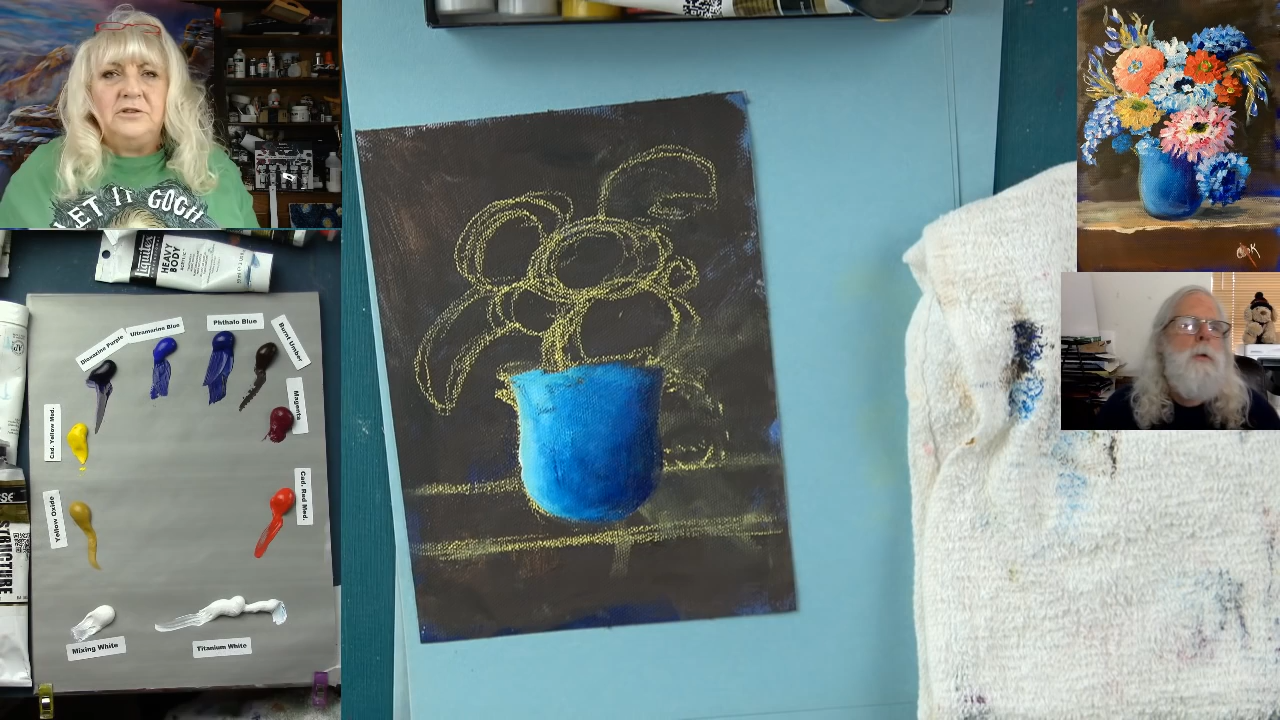 LET IT GOGH
liquitex
HEAVY
BODY
Dioxazine Purple
Ultramarine Blue
Phthalo Blue
Burnt Umber
Cad. Yellow Med.
Magenta
Yellow Oxide
Cad. Red Med.
Mixing White
Titanium White
STRUCTURE